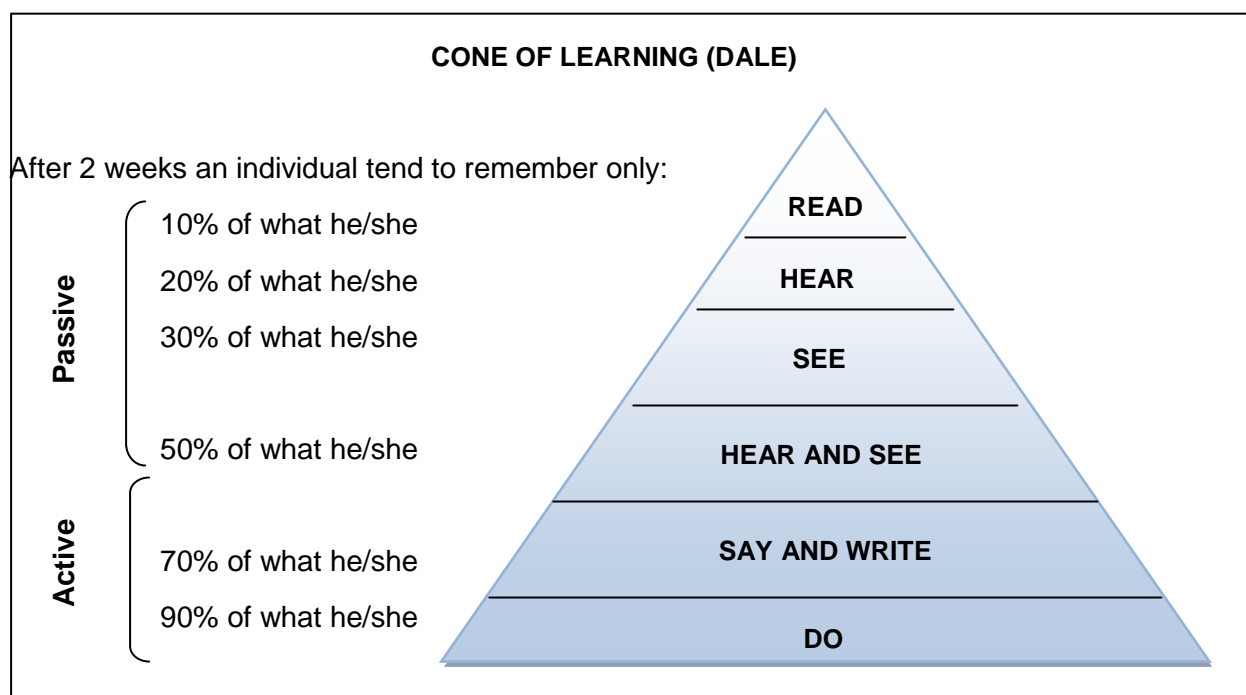 CONE OF LEARNING (DALE)
After 2 weeks an individual tend to remember only:
Passive
10% of what he/she
READ
20% of what he/she
HEAR
30% of what he/she
SEE
50% of what he/she
HEAR AND SEE
Active
70% of what he/she
SAY AND WRITE
90% of what he/she
DO